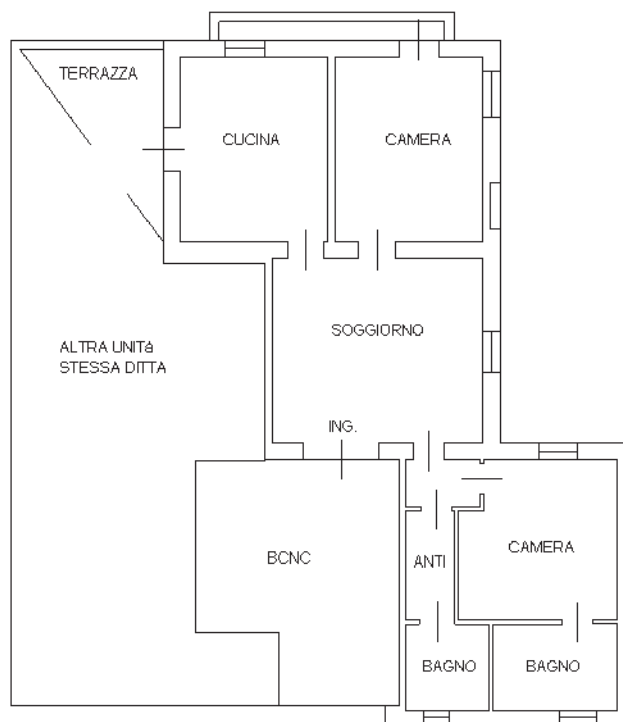 TERRAZZA
CUCINA
CAMERA
SOGGIORNO
ALTRA UNITà
STESSA DITTA
ING.
BCNC
ANTI
CAMERA
BAGNO
BAGNO